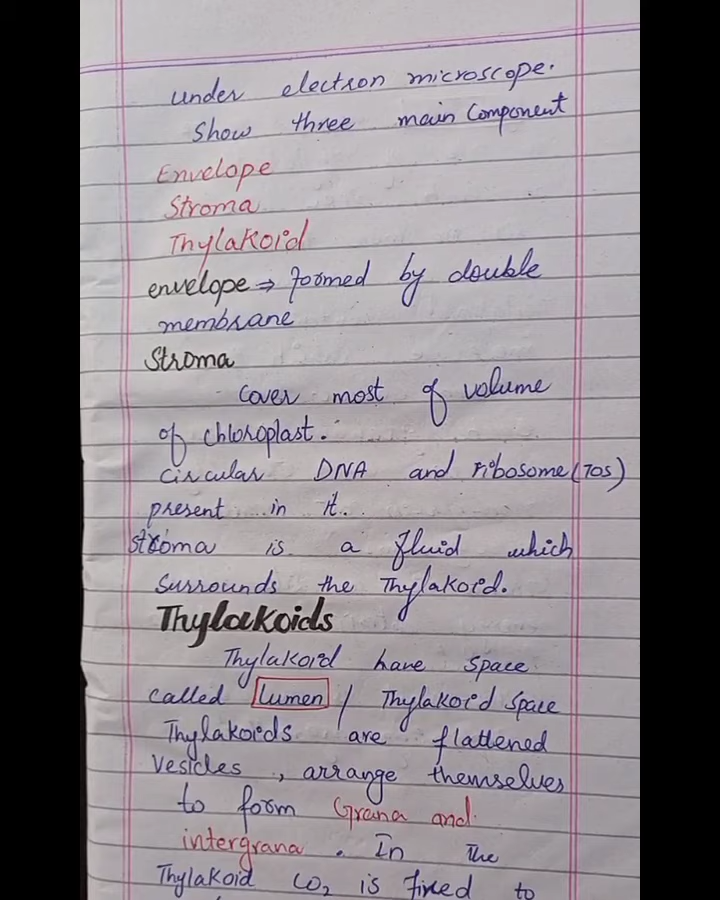 under electron microscope.
Show three main Component
Envelope
Stroma
Thylakoid
envelope ⇒ formed by double
membrane
Stroma
Cover most of volume
of chloroplast.
circular DNA and ribosome (70s)
present in it.
stroma is a fluid which
surrounds the Thylakoid.
Thylakoids
Thylakoid have space
called lumen / Thylakoid space
Thylakoids are flattened
vesicles , arrange themselves
to form Grana and
intergrana . In the
Thylakoid CO₂ is fixed to